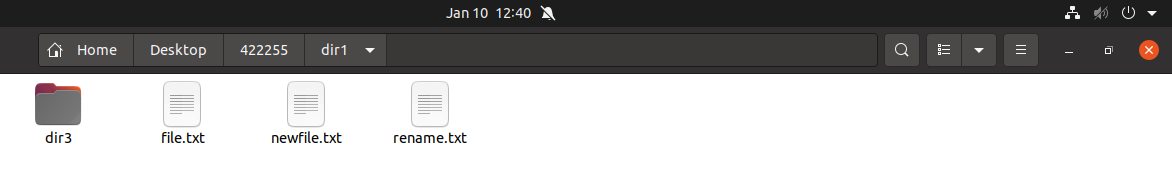 Jan 10 12:40
Home Desktop 422255 dir1
dir3 file.txt newfile.txt rename.txt